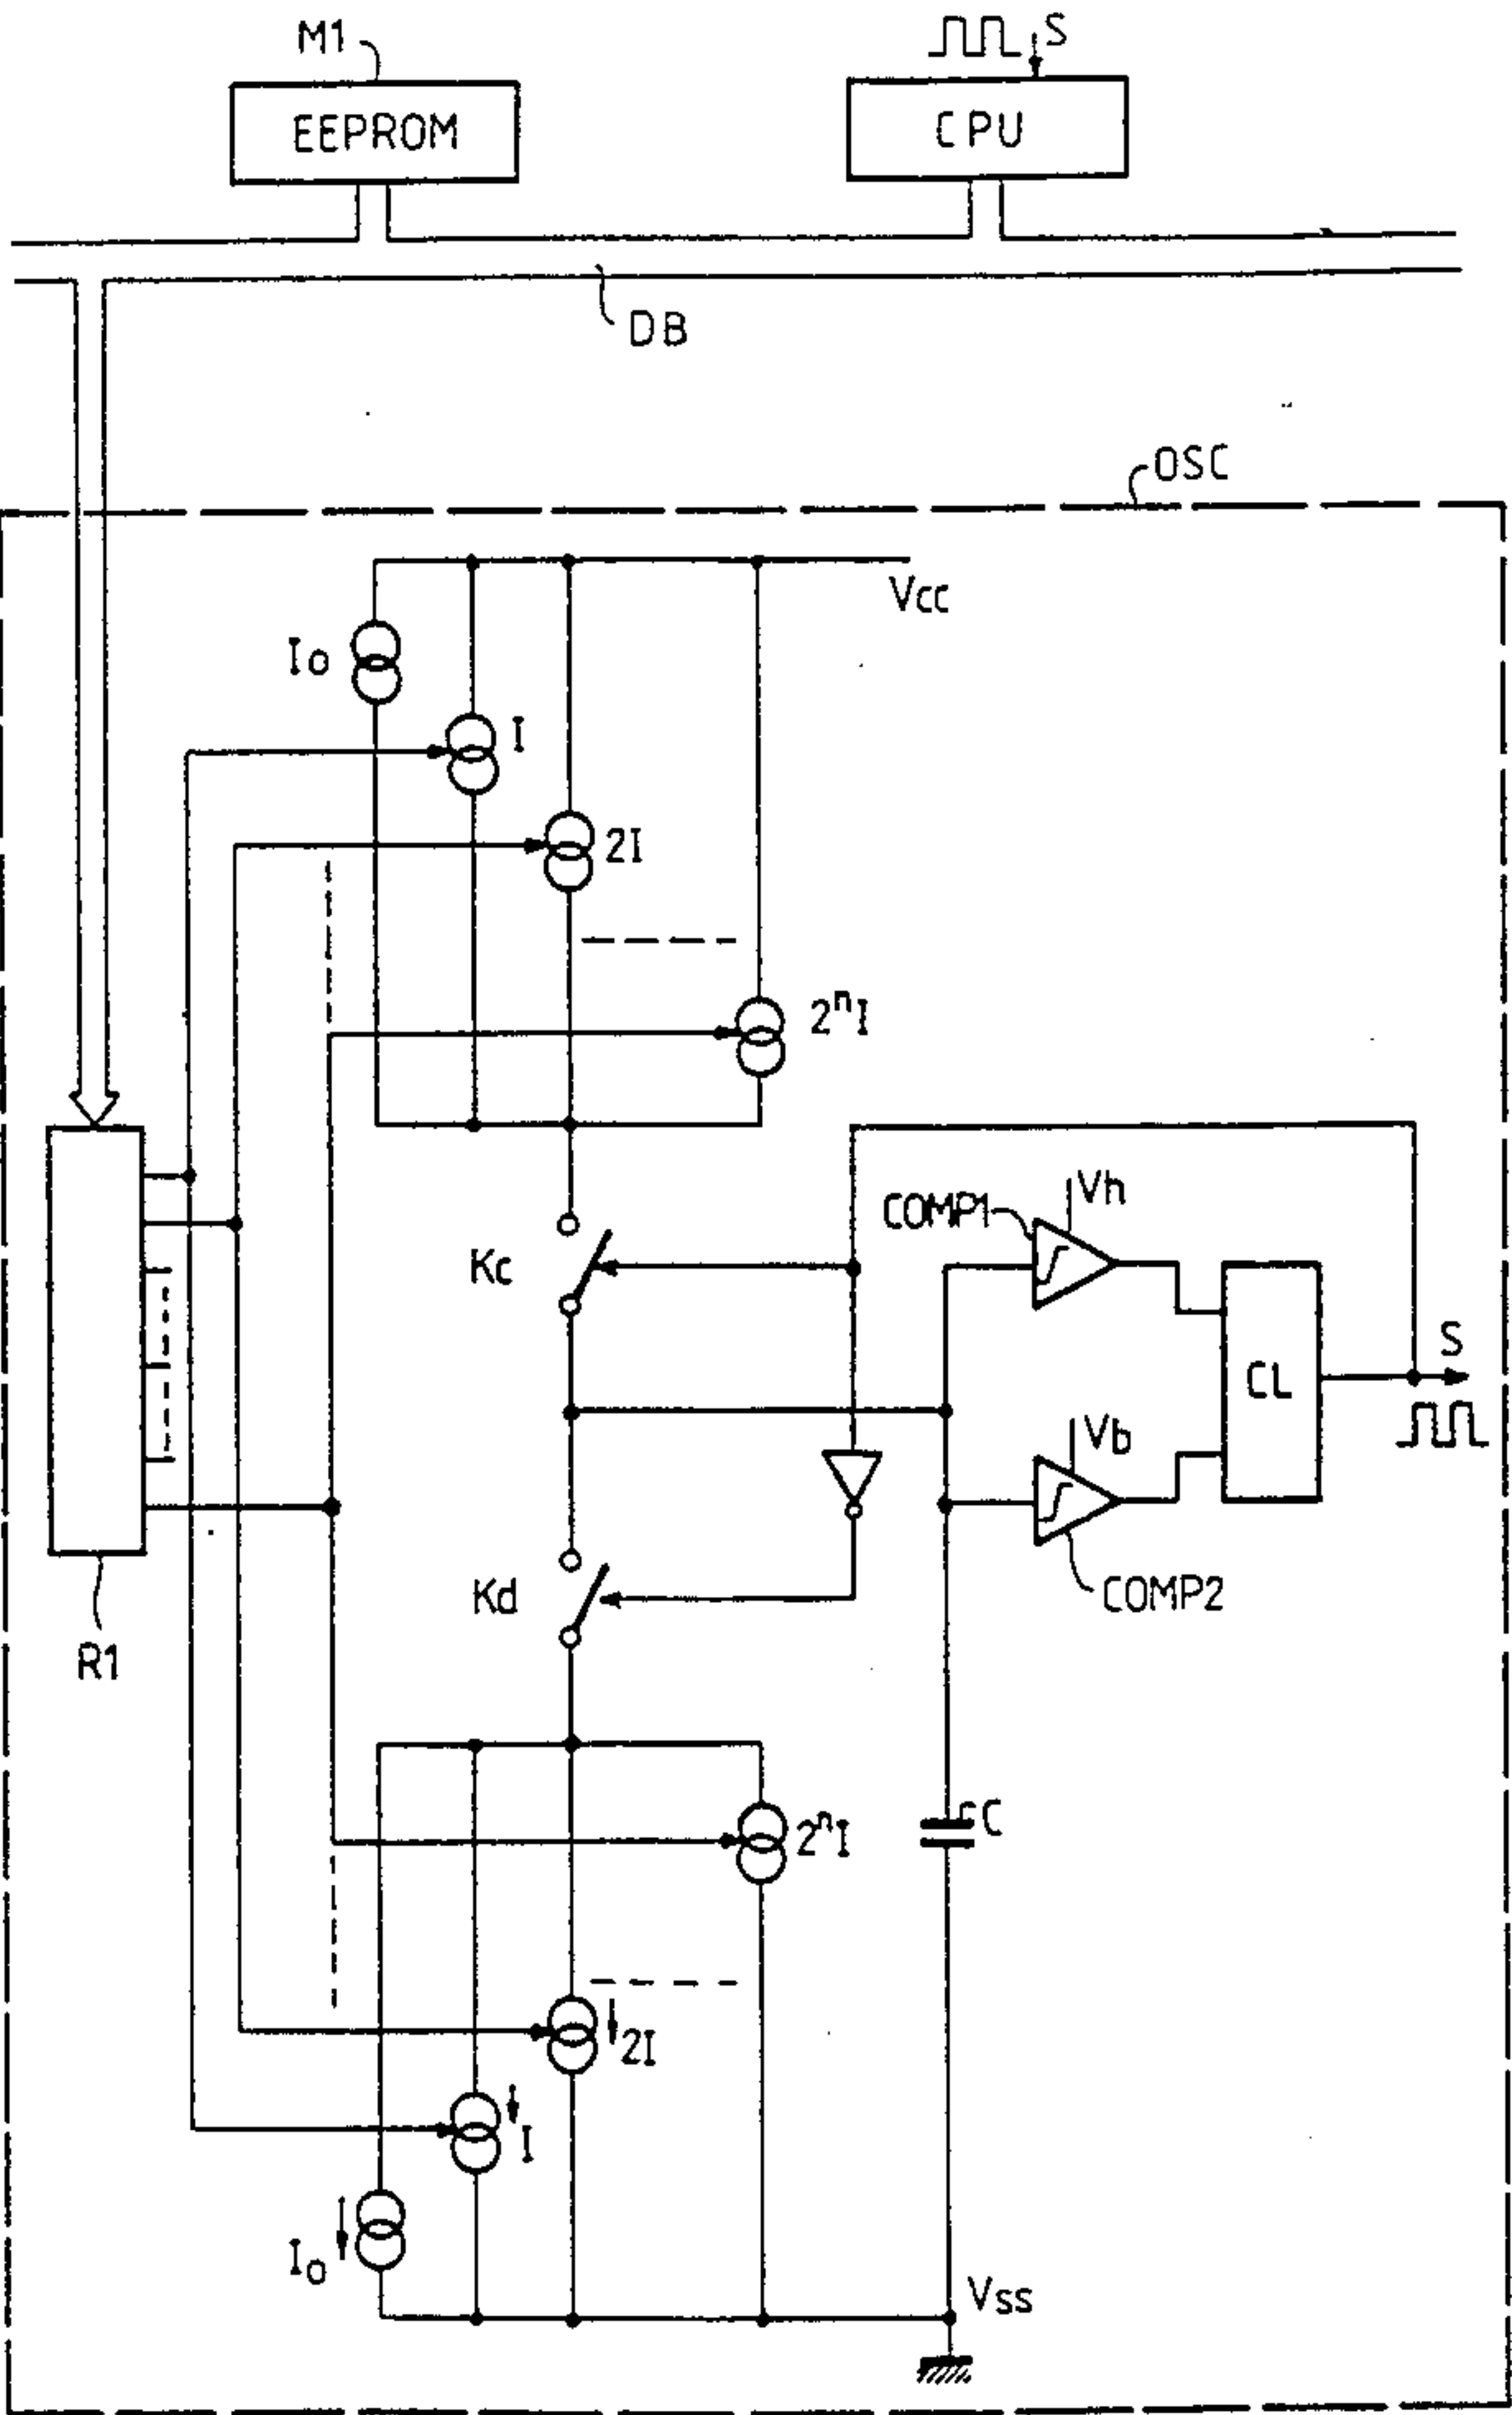 M1
S
EEPROM
CPU
DB
OSC
Vcc
Io
I
2I
2ⁿI
Vh
COMP1
Kc
S
CL
Vb
Kd
COMP2
R1
C
2ⁿI
2I
I
Io
Vss